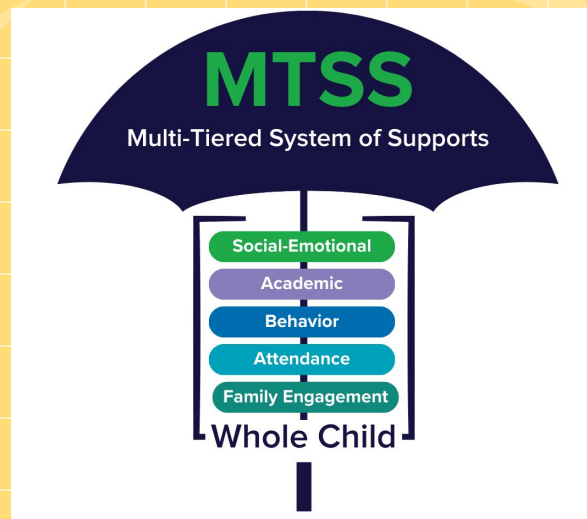 MTSS
Multi-Tiered System of Supports
Social-Emotional
Academic
Behavior
Attendance
Family Engagement
Whole Child